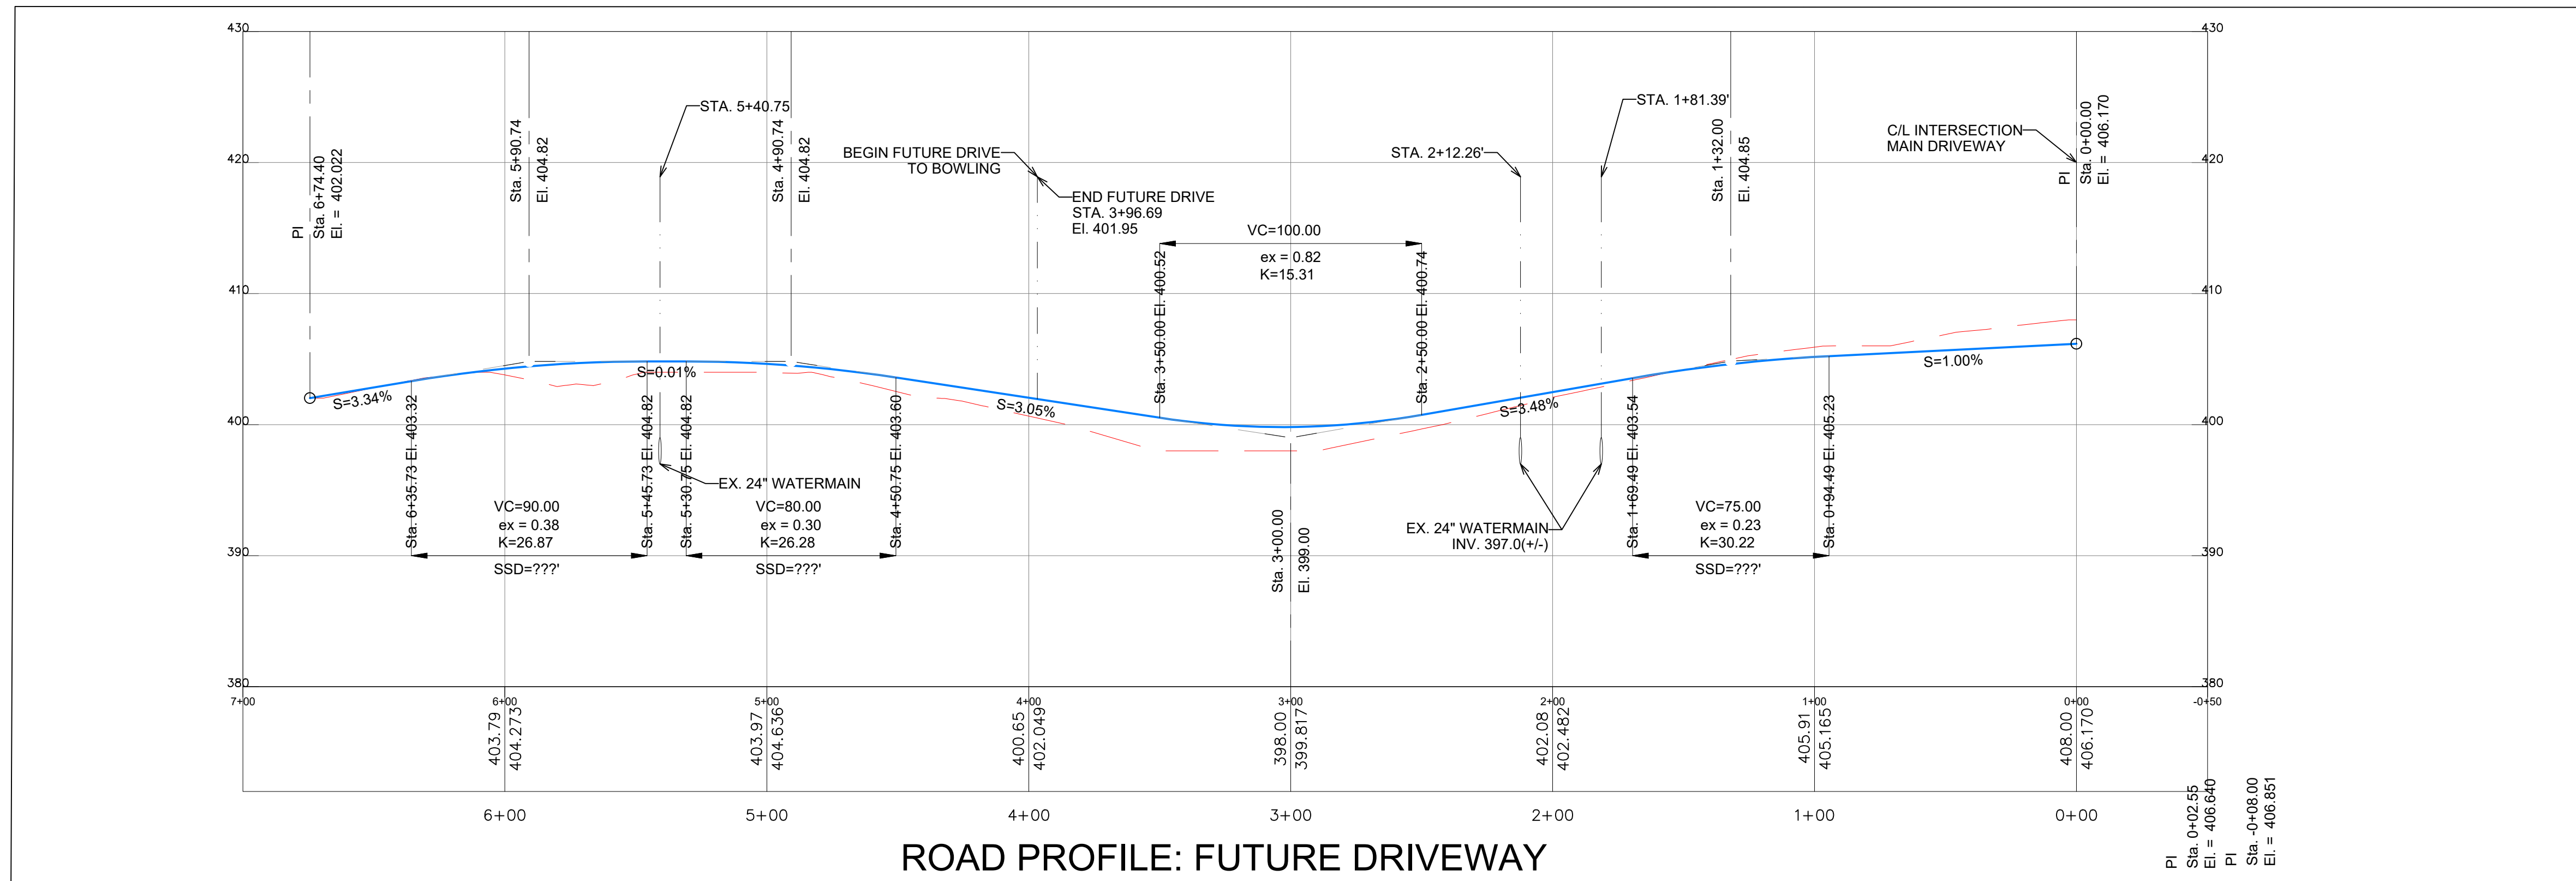 430
430
420
420
410
410
400
400
390
390
380
380
PI
Sta. 6+74.40
El. = 402.022
Sta. 5+90.74
El. 404.82
STA. 5+40.75
Sta. 4+90.74
El. 404.82
BEGIN FUTURE DRIVE
TO BOWLING
END FUTURE DRIVE
STA. 3+96.69
El. 401.95
VC=100.00
ex = 0.82
K=15.31
Sta. 3+50.00 El. 400.52
Sta. 2+50.00 El. 400.74
STA. 2+12.26'
STA. 1+81.39'
Sta. 1+32.00
El. 404.85
C/L INTERSECTION
MAIN DRIVEWAY
PI
Sta. 0+00.00
El. = 406.170
S=3.34%
S=0.01%
S=3.05%
S=3.48%
S=1.00%
Sta. 6+35.73 El. 403.32
VC=90.00
ex = 0.38
K=26.87
SSD=???'
Sta. 5+45.73 El. 404.82
Sta. 5+30.75 El. 404.82
EX. 24" WATERMAIN
VC=80.00
ex = 0.30
K=26.28
SSD=???'
Sta. 4+50.75 El. 403.60
Sta. 3+00.00
El. 399.00
EX. 24" WATERMAIN
INV. 397.0(+/-)
Sta. 1+69.49 El. 403.54
VC=75.00
ex = 0.23
K=30.22
SSD=???'
Sta. 0+94.49 El. 405.23
7+00
6+00
5+00
4+00
3+00
2+00
1+00
0+00
-0+50
403.79
404.273
403.97
404.636
400.65
402.049
398.00
399.817
402.08
402.482
405.91
405.165
408.00
406.170
6+00
5+00
4+00
3+00
2+00
1+00
0+00
PI
Sta. 0+02.55
El. = 406.640
PI
Sta. -0+08.00
El. = 406.851
ROAD PROFILE: FUTURE DRIVEWAY